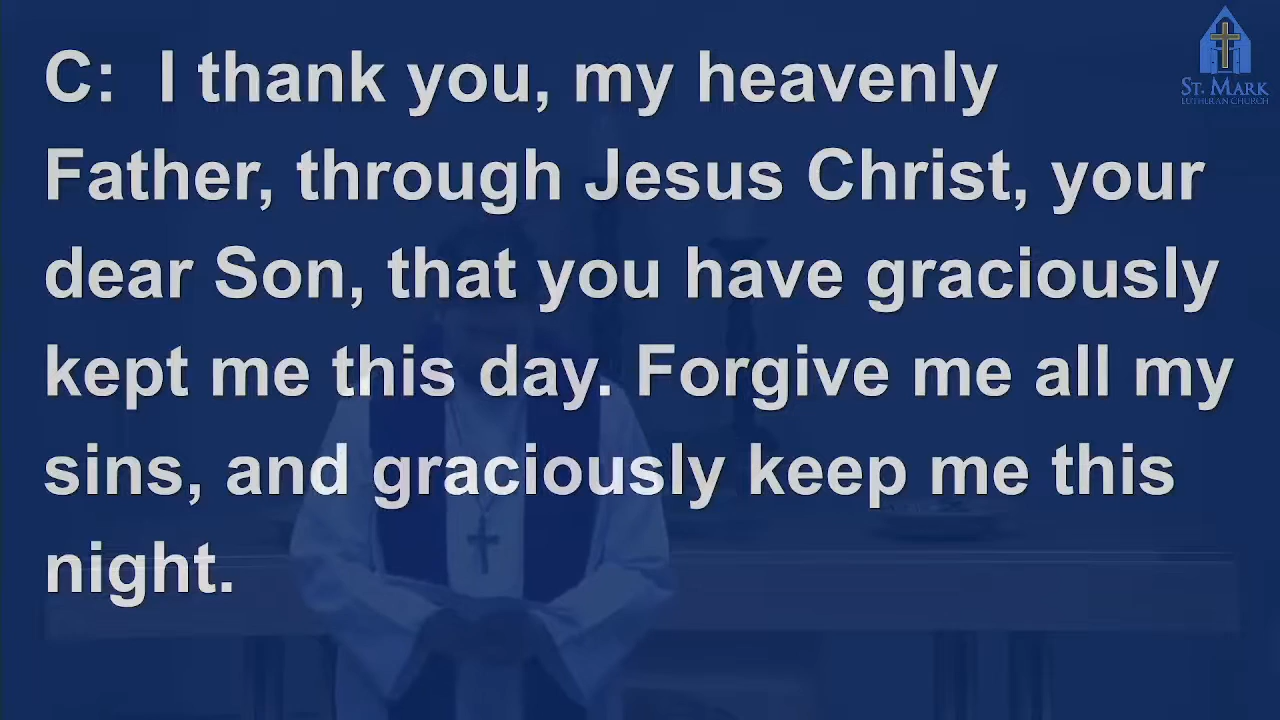 C: I thank you, my heavenly
Father, through Jesus Christ, your
dear Son, that you have graciously
kept me this day. Forgive me all my
sins, and graciously keep me this
night.
ST. MARK
LUTHERAN CHURCH